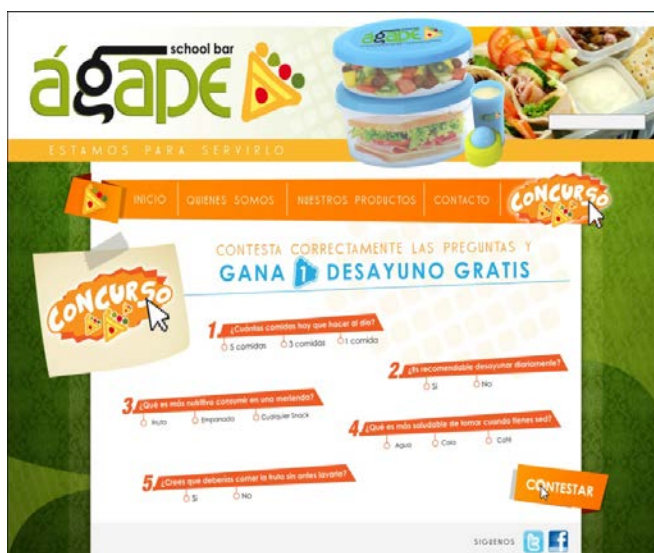 school bar
ágape
ágape
school bar
ESTAMOS PARA SERVIRLO
INICIO
QUIENES SOMOS
NUESTROS PRODUCTOS
CONTACTO
CONCURSO
CONCURSO
CONTESTA CORRECTAMENTE LAS PREGUNTAS Y
GANA 1 DESAYUNO GRATIS
1. ¿Cuántas comidas hay que hacer al día?
5 comidas 3 comidas 1 comida
2. ¿Es recomendable desayunar diariamente?
Si No
3. ¿Qué es más nutritivo consumir en una merienda?
Fruta Empanada Cualquier Snack
4. ¿Qué es más saludable de tomar cuando tienes sed?
Agua Cola Café
5. ¿Crees que deberías comer la fruta sin antes lavarla?
Si No
CONTESTAR
SIGUENOS